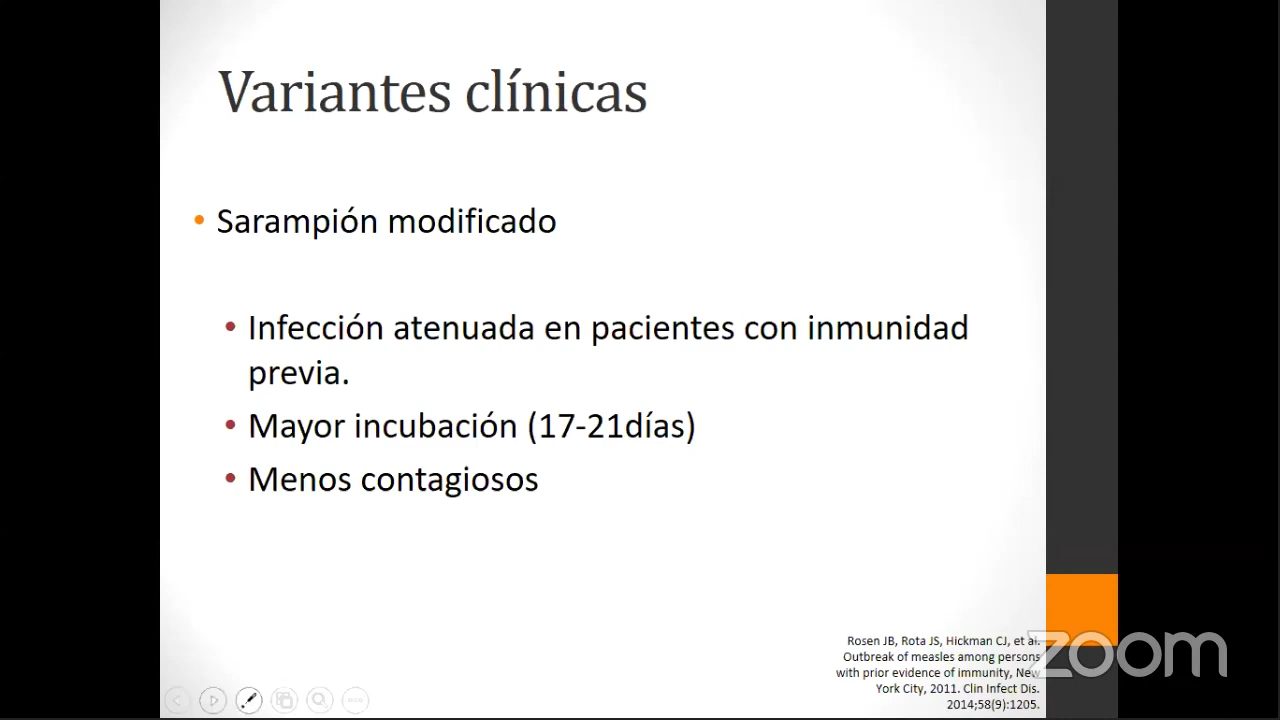 Variantes clínicas
• Sarampión modificado
• Infección atenuada en pacientes con inmunidad
previa.
• Mayor incubación (17-21días)
• Menos contagiosos
Rosen JB, Rota JS, Hickman CJ, et al.
Outbreak of measles among persons
with prior evidence of immunity, New
York City, 2011. Clin Infect Dis.
2014;58(9):1205.
zoom